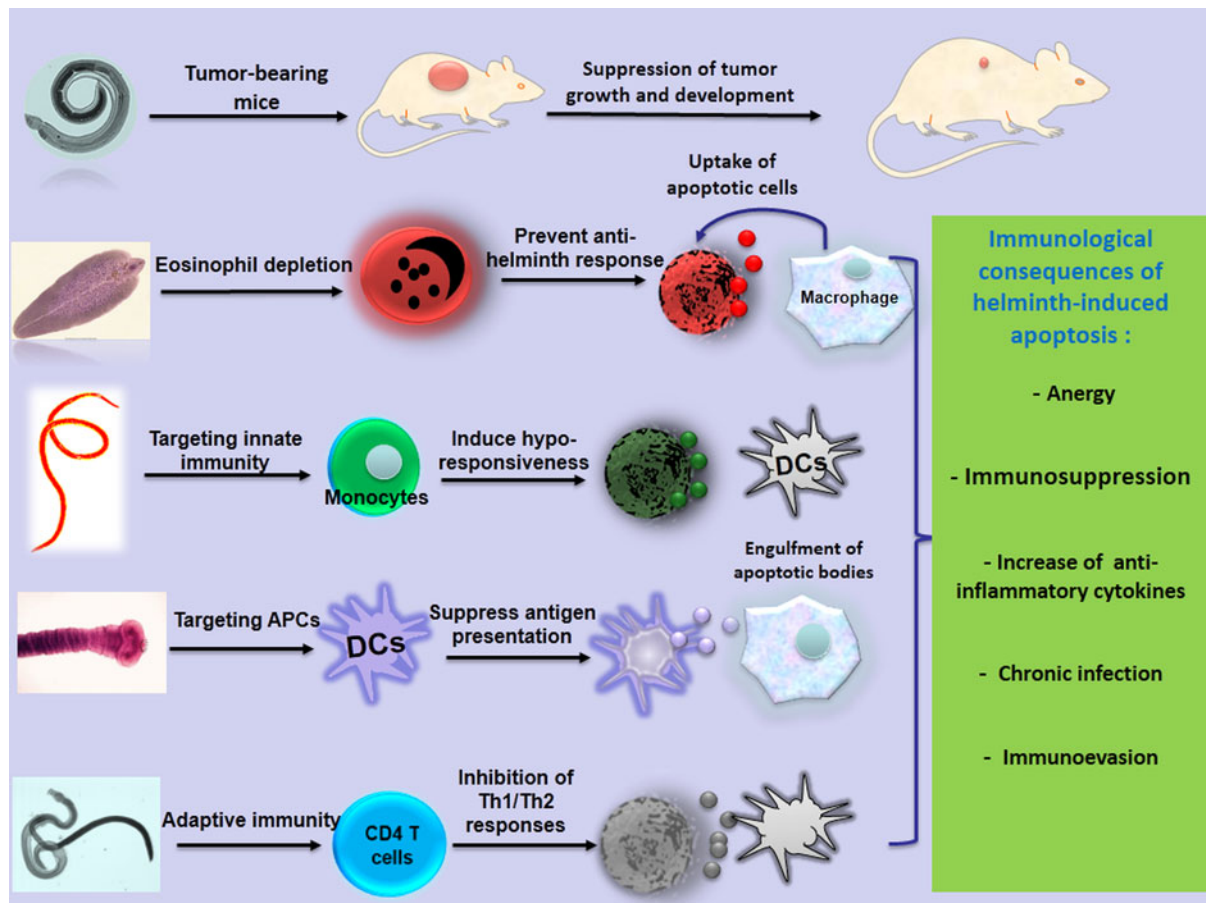 Tumor-bearing
mice
Suppression of tumor
growth and development
Uptake of
apoptotic cells
Eosinophil depletion
Prevent anti-
helminth response
Macrophage
Targeting innate
immunity
Monocytes
Induce hypo-
responsiveness
DCs
Engulfment of
apoptotic bodies
Targeting APCs
DCs
Suppress antigen
presentation
Adaptive immunity
CD4 T
cells
Inhibition of
Th1/Th2
responses
Immunological
consequences of
helminth-induced
apoptosis :
- Anergy
- Immunosuppression
- Increase of anti-
inflammatory cytokines
- Chronic infection
- Immunoevasion